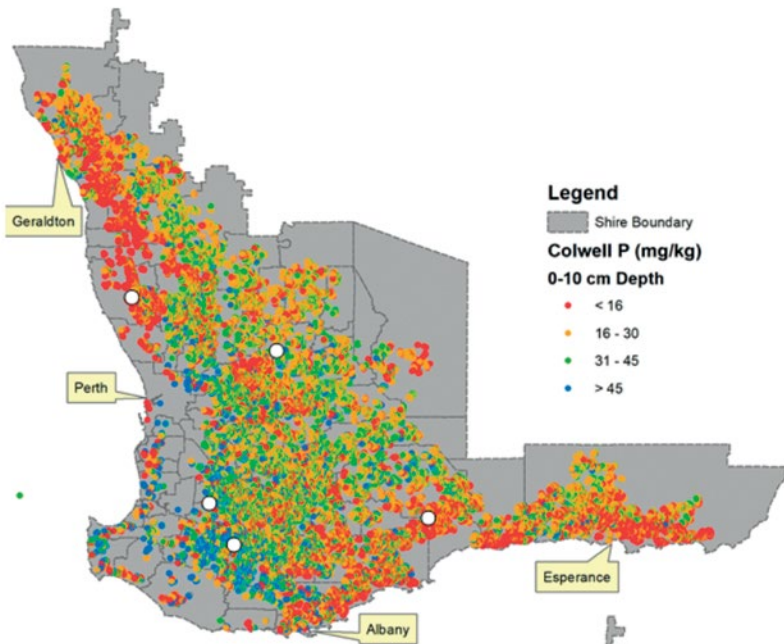 Geraldton
Perth
Albany
Esperance
Legend
Shire Boundary
Colwell P (mg/kg)
0-10 cm Depth
< 16
16 - 30
31 - 45
> 45